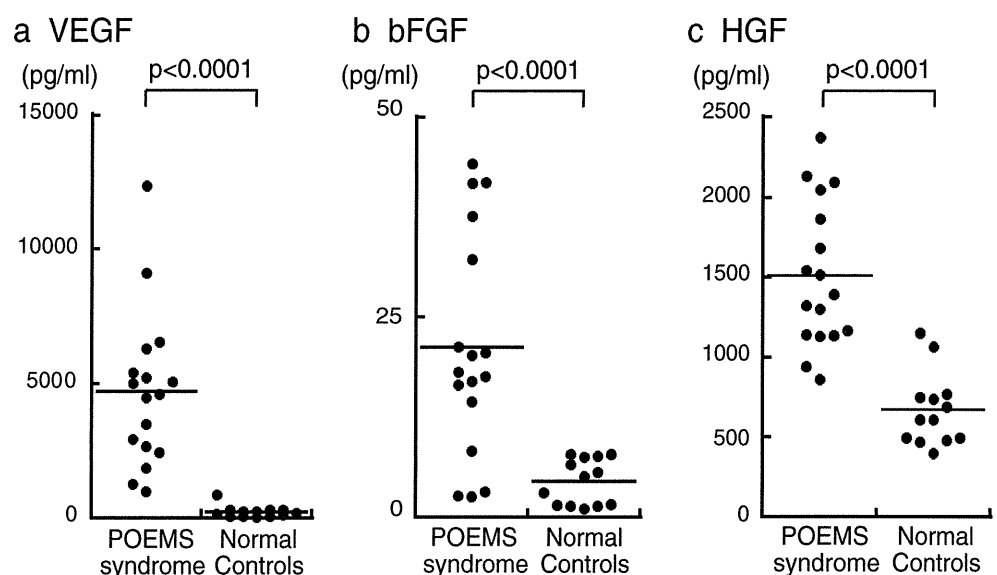 a VEGF
(pg/ml)
p<0.0001
15000
10000
5000
0
POEMS syndrome
Normal Controls
b bFGF
(pg/ml)
p<0.0001
50
25
0
POEMS syndrome
Normal Controls
c HGF
(pg/ml)
p<0.0001
2500
2000
1500
1000
500
0
POEMS syndrome
Normal Controls